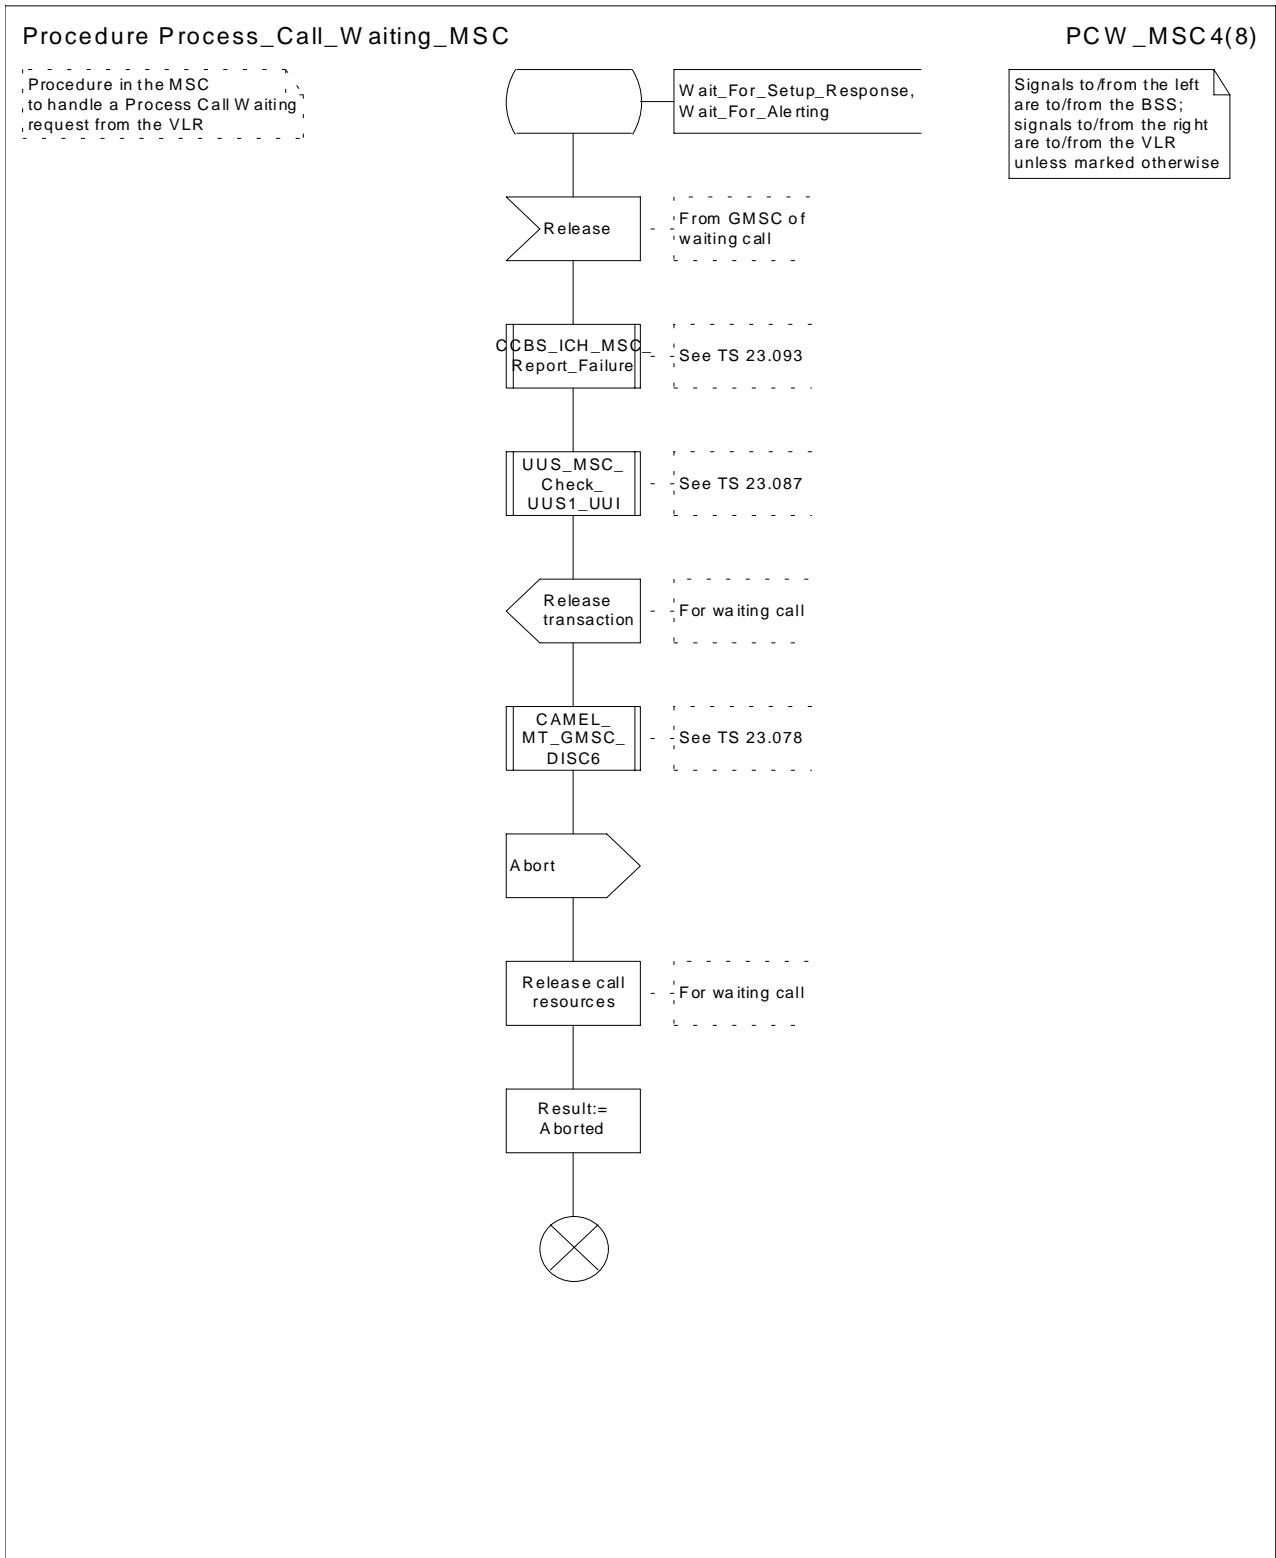 Procedure Process_Call_Waiting_MSC
PCW_MSC4(8)
Procedure in the MSC
to handle a Process Call Waiting
request from the VLR
Wait_For_Setup_Response,
Wait_For_Alerting
Signals to/from the left
are to/from the BSS;
signals to/from the right
are to/from the VLR
unless marked otherwise
Release
From GMSC of
waiting call
CCBS_ICH_MSC_
Report_Failure
See TS 23.093
UUS_MSC_
Check_
UUS1_UUI
See TS 23.087
Release
transaction
For waiting call
CAMEL_
MT_GMSC_
DISC6
See TS 23.078
Abort
Release call
resources
For waiting call
Result:=
Aborted